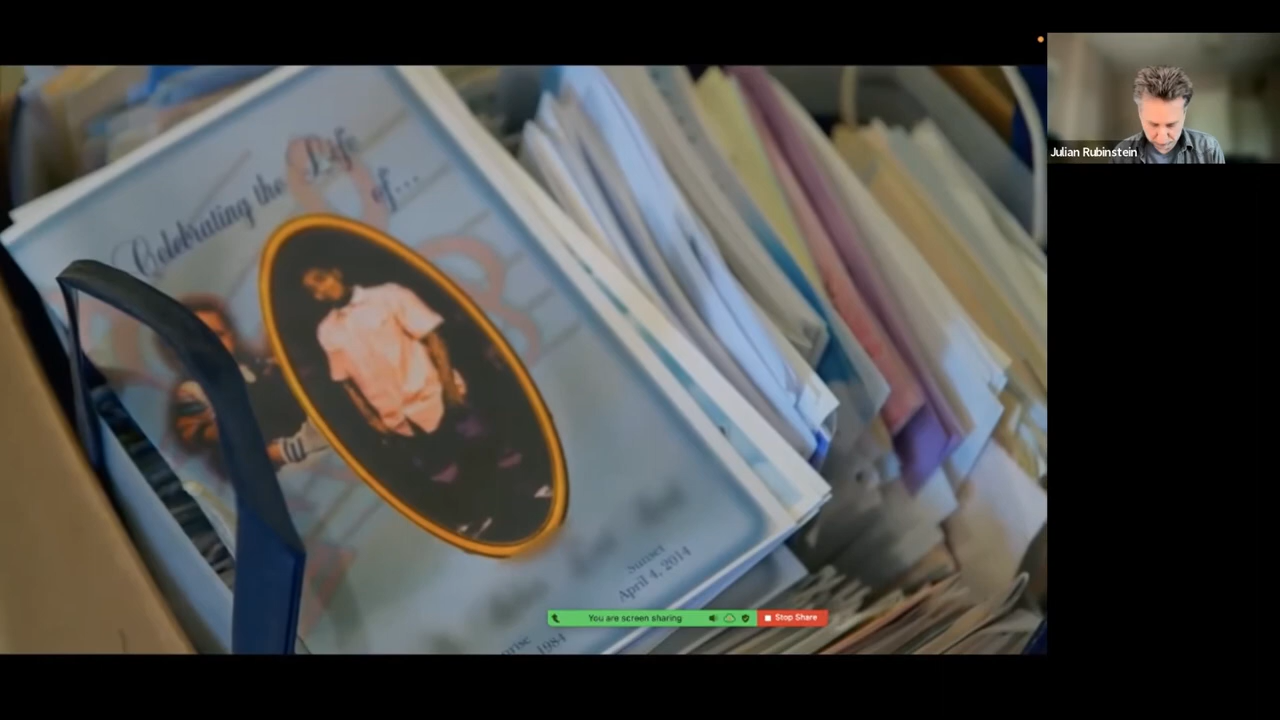 Celebrating the Life
of...
Sunset
April 4, 2014
1984
You are screen sharing
Stop Share
Julian Rubinstein